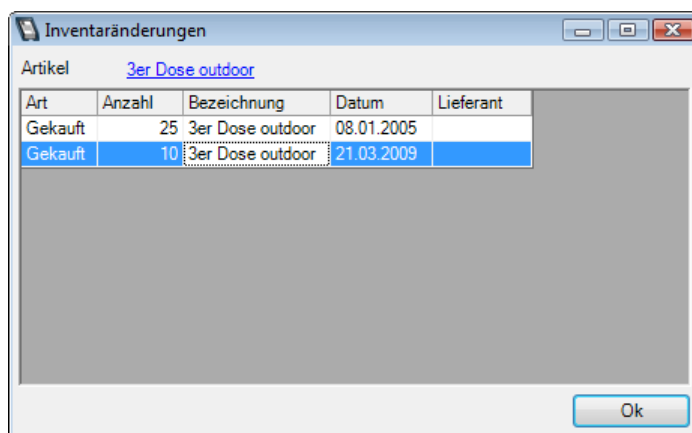 Inventaränderungen
Artikel 3er Dose outdoor
Art Anzahl Bezeichnung Datum Lieferant
Gekauft 25 3er Dose outdoor 08.01.2005
Gekauft 10 3er Dose outdoor 21.03.2009
Ok